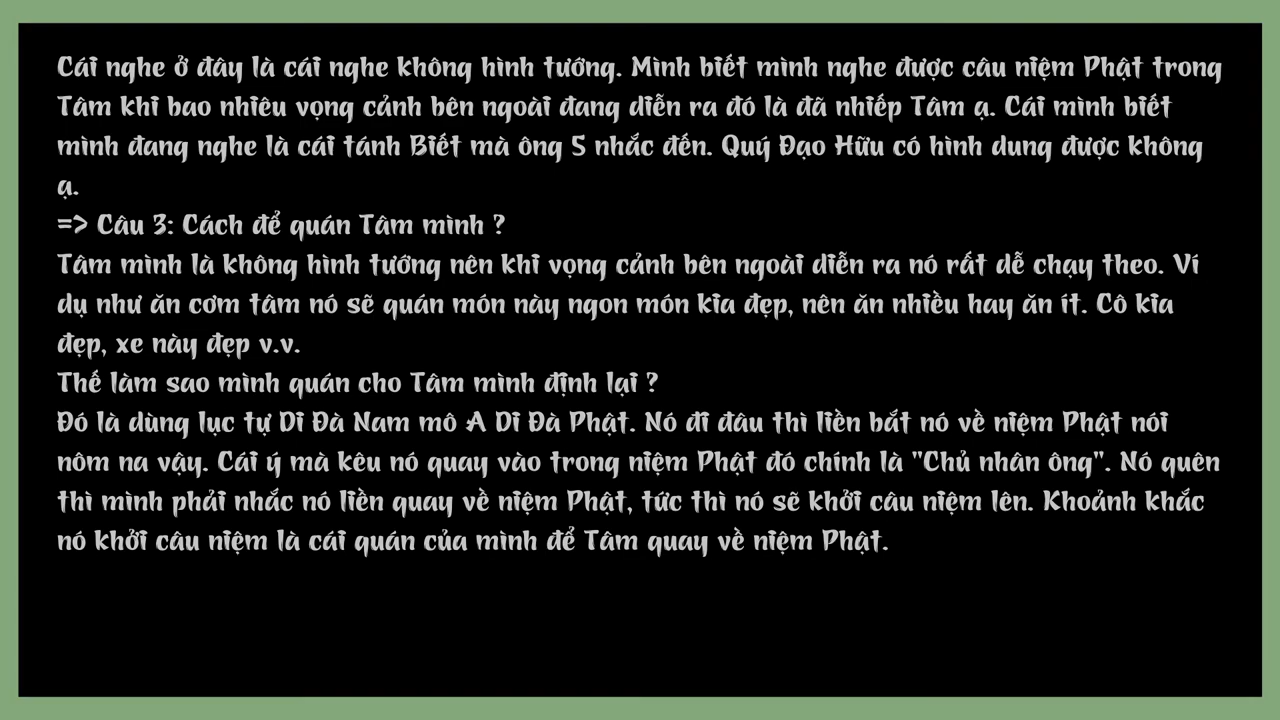 Cái nghe ở đây là cái nghe không hình tướng. Mình biết mình nghe được câu niệm Phật trong
Tâm khi bao nhiêu vọng cảnh bên ngoài đang diễn ra đó là đã nhiếp Tâm ạ. Cái mình biết
mình đang nghe là cái tánh Biết mà ông 5 nhắc đến. Quý Đạo Hữu có hình dung được không
ạ.
=> Câu 3: Cách để quán Tâm mình ?
Tâm mình là không hình tướng nên khi vọng cảnh bên ngoài diễn ra nó rất dễ chạy theo. Ví
dụ như ăn cơm tâm nó sẽ quán món này ngon món kia đẹp, nên ăn nhiều hay ăn ít. Cô kia
đẹp, xe này đẹp v.v.
Thế làm sao mình quán cho Tâm mình định lại ?
Đó là dùng lục tự Di Đà Nam mô A Di Đà Phật. Nó đi đâu thì liền bắt nó về niệm Phật nói
nôm na vậy. Cái ý mà kêu nó quay vào trong niệm Phật đó chính là "Chủ nhân ông". Nó quên
thì mình phải nhắc nó liền quay về niệm Phật, tức thì nó sẽ khởi câu niệm lên. Khoảnh khắc
nó khởi câu niệm là cái quán của mình để Tâm quay về niệm Phật.